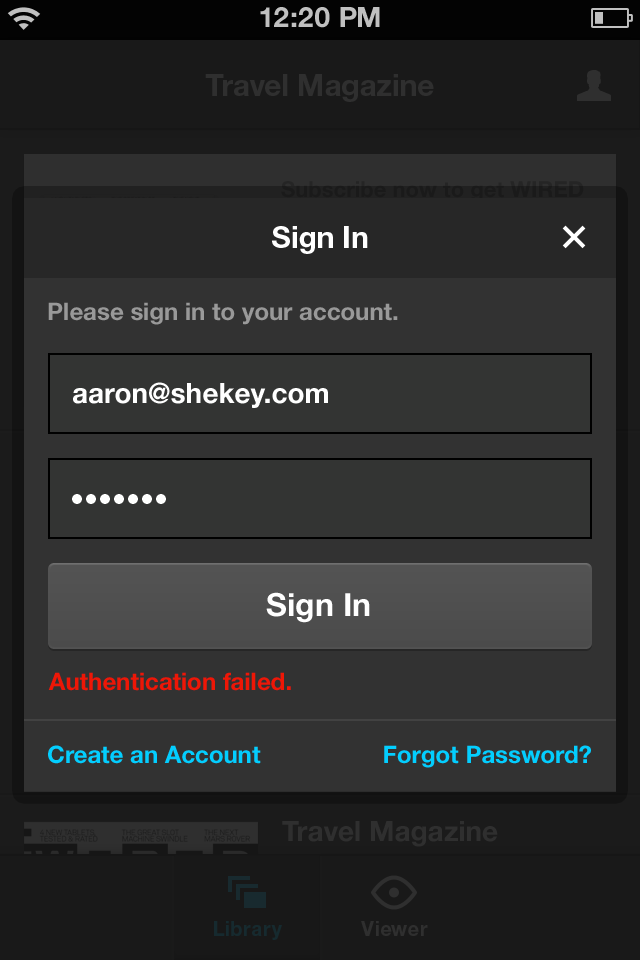 12:20 PM
Travel Magazine
Subscribe now to get WIRED
Sign In
Please sign in to your account.
aaron@shekey.com
•••••••
Sign In
Authentication failed.
Create an Account
Forgot Password?
Travel Magazine
Library
Viewer